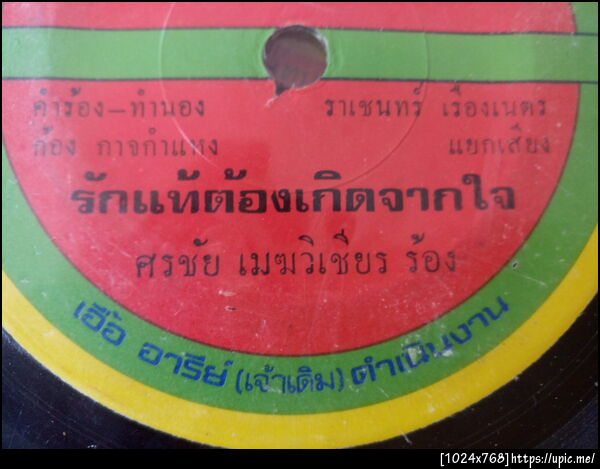 คำร้อง–ทำนอง ราเชนทร์ เรืองเนตร
ก้อง กาจกำแหง แยกเสียง
รักแท้ต้องเกิดจากใจ
ศรชัย เมฆวิเชียร ร้อง
เอื้อ อารีย์ (เจ้าเดิม) ดำเนินงาน
[1024x768]https://upic.me/